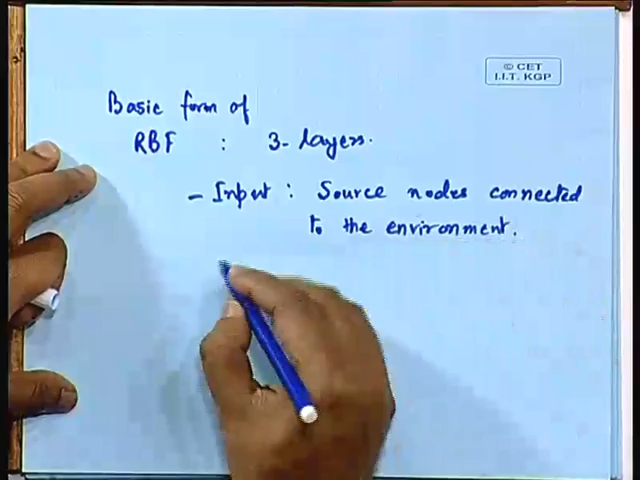 © CET
I.I.T. KGP
Basic form of
RBF : 3- layers.
- Input : Source nodes connected
to the environment.